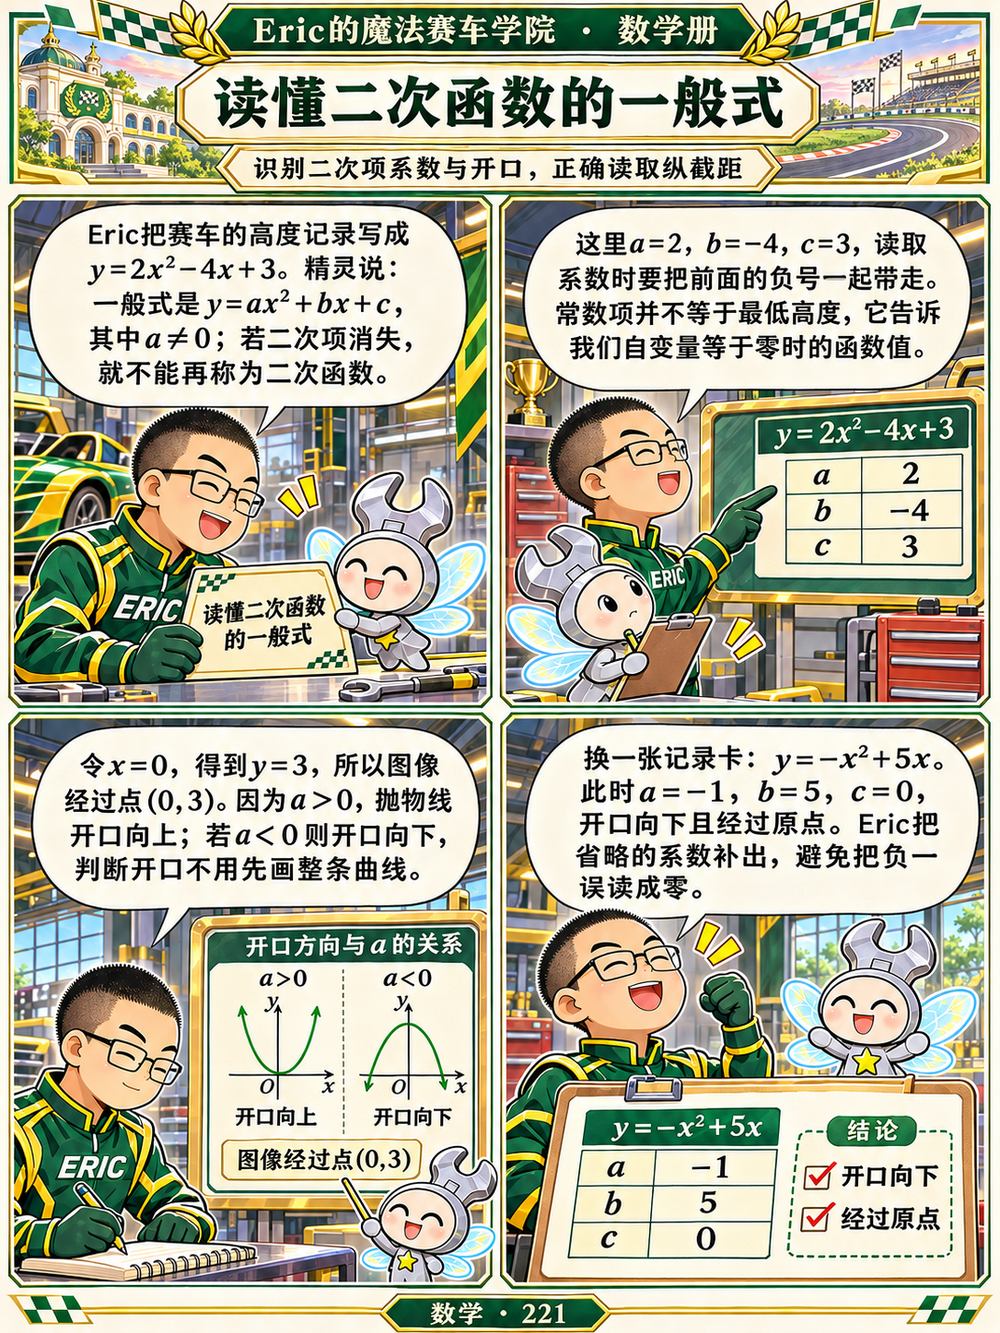 Eric的魔法赛车学院 · 数学册
读懂二次函数的一般式
识别二次项系数与开口，正确读取纵截距
Eric把赛车的高度记录写成
y=2x²−4x+3。精灵说：
一般式是y=ax²+bx+c，
其中a≠0；若二次项消失，
就不能再称为二次函数。
ERIC
读懂二次函数
的一般式
这里a=2，b=−4，c=3，读取
系数时要把前面的负号一起带走。
常数项并不等于最低高度，它告诉
我们自变量等于零时的函数值。
y=2x²−4x+3
a 2
b −4
c 3
ERIC
令x=0，得到y=3，所以图像
经过点(0,3)。因为a>0，抛物线
开口向上；若a<0则开口向下，
判断开口不用先画整条曲线。
开口方向与a的关系
a>0 a<0
y y
O x O x
开口向上 开口向下
图像经过点(0,3)
ERIC
换一张记录卡：y=−x²+5x。
此时a=−1，b=5，c=0，
开口向下且经过原点。Eric把
省略的系数补出，避免把负一
误读成零。
y=−x²+5x
a −1
b 5
c 0
结论
开口向下
经过原点
数学 · 221